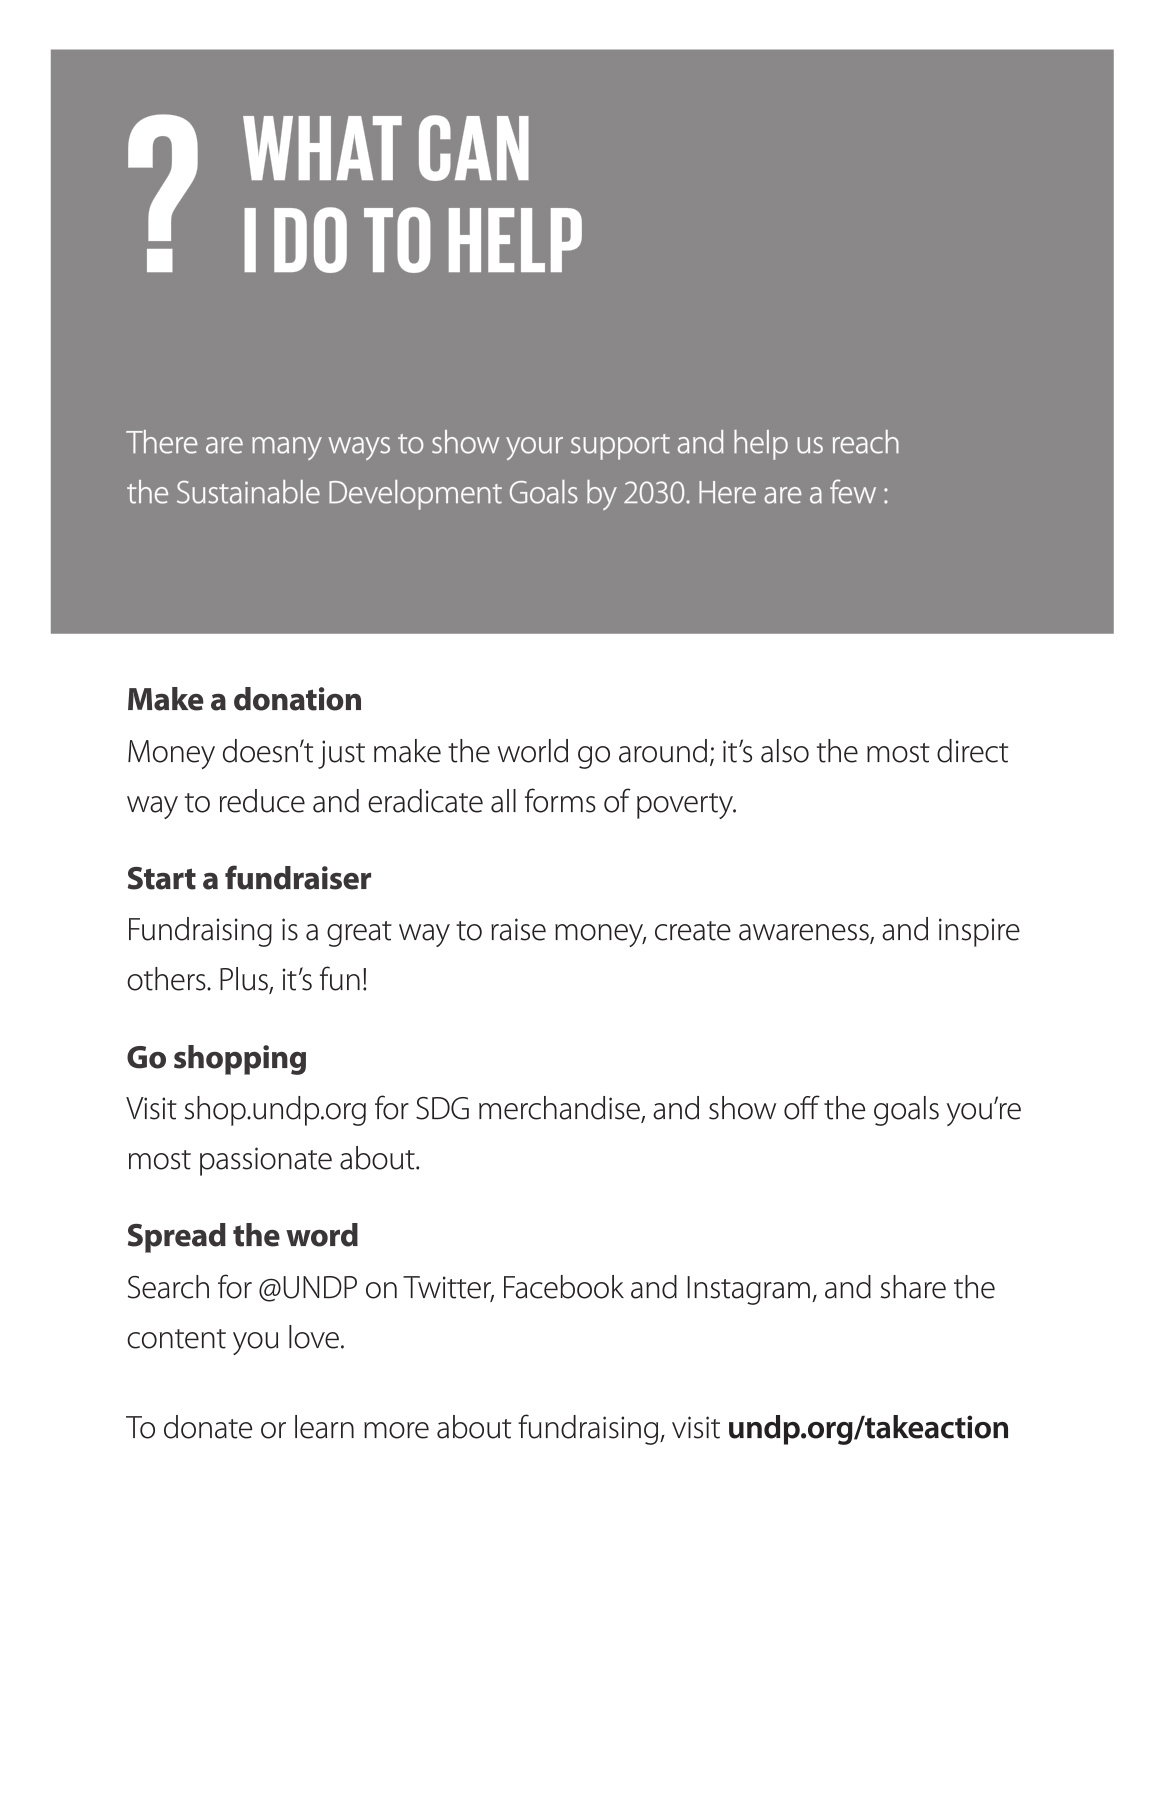 ?
WHAT CAN
I DO TO HELP
There are many ways to show your support and help us reach
the Sustainable Development Goals by 2030. Here are a few :
Make a donation
Money doesn’t just make the world go around; it’s also the most direct
way to reduce and eradicate all forms of poverty.
Start a fundraiser
Fundraising is a great way to raise money, create awareness, and inspire
others. Plus, it’s fun!
Go shopping
Visit shop.undp.org for SDG merchandise, and show off the goals you’re
most passionate about.
Spread the word
Search for @UNDP on Twitter, Facebook and Instagram, and share the
content you love.
To donate or learn more about fundraising, visit undp.org/takeaction